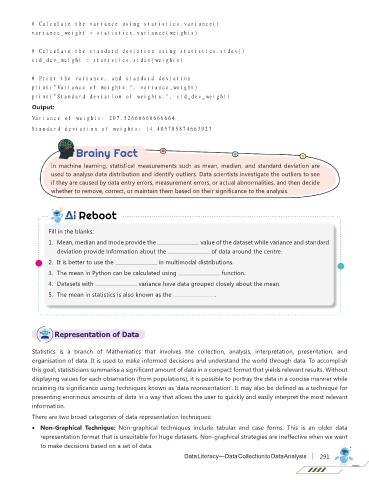 # Calculate the variance using statistics.variance()
variance_weight = statistics.variance(weights)
# Calculate the standard deviation using statistics.stdev()
std_dev_weight = statistics.stdev(weights)
# Print the variance, and standard deviation
print("Variance of weights:", variance_weight)
print("Standard deviation of weights:", std_dev_weight)
Output:
Variance of weights: 207.52666666666664
Standard deviation of weights: 14.405785874663927
Brainy Fact
In machine learning, statistical measurements such as mean, median, and standard deviation are
used to analyse data distribution and identify outliers. Data scientists investigate the outliers to see
if they are caused by data entry errors, measurement errors, or actual abnormalities, and then decide
whether to remove, correct, or maintain them based on their significance to the analysis.
Ai Reboot
Fill in the blanks:
1. Mean, median and mode provide the ______________ value of the dataset while variance and standard
deviation provide information about the ______________ of data around the centre.
2. It is better to use the ______________ in multimodal distributions.
3. The mean in Python can be calculated using ______________ function.
4. Datasets with ______________ variance have data grouped closely about the mean.
5. The mean in statistics is also known as the ______________.
Representation of Data
Statistics is a branch of Mathematics that involves the collection, analysis, interpretation, presentation, and
organisation of data. It is used to make informed decisions and understand the world through data. To accomplish
this goal, statisticians summarise a significant amount of data in a compact format that yields relevant results. Without
displaying values for each observation (from populations), it is possible to portray the data in a concise manner while
retaining its significance using techniques known as 'data representation'. It may also be defined as a technique for
presenting enormous amounts of data in a way that allows the user to quickly and easily interpret the most relevant
information.
There are two broad categories of data representation techniques:
• Non-Graphical Technique: Non-graphical techniques include tabular and case forms. This is an older data
representation format that is unsuitable for huge datasets. Non-graphical strategies are ineffective when we want
to make decisions based on a set of data.
Data Literacy—Data Collection to Data Analysis | 291